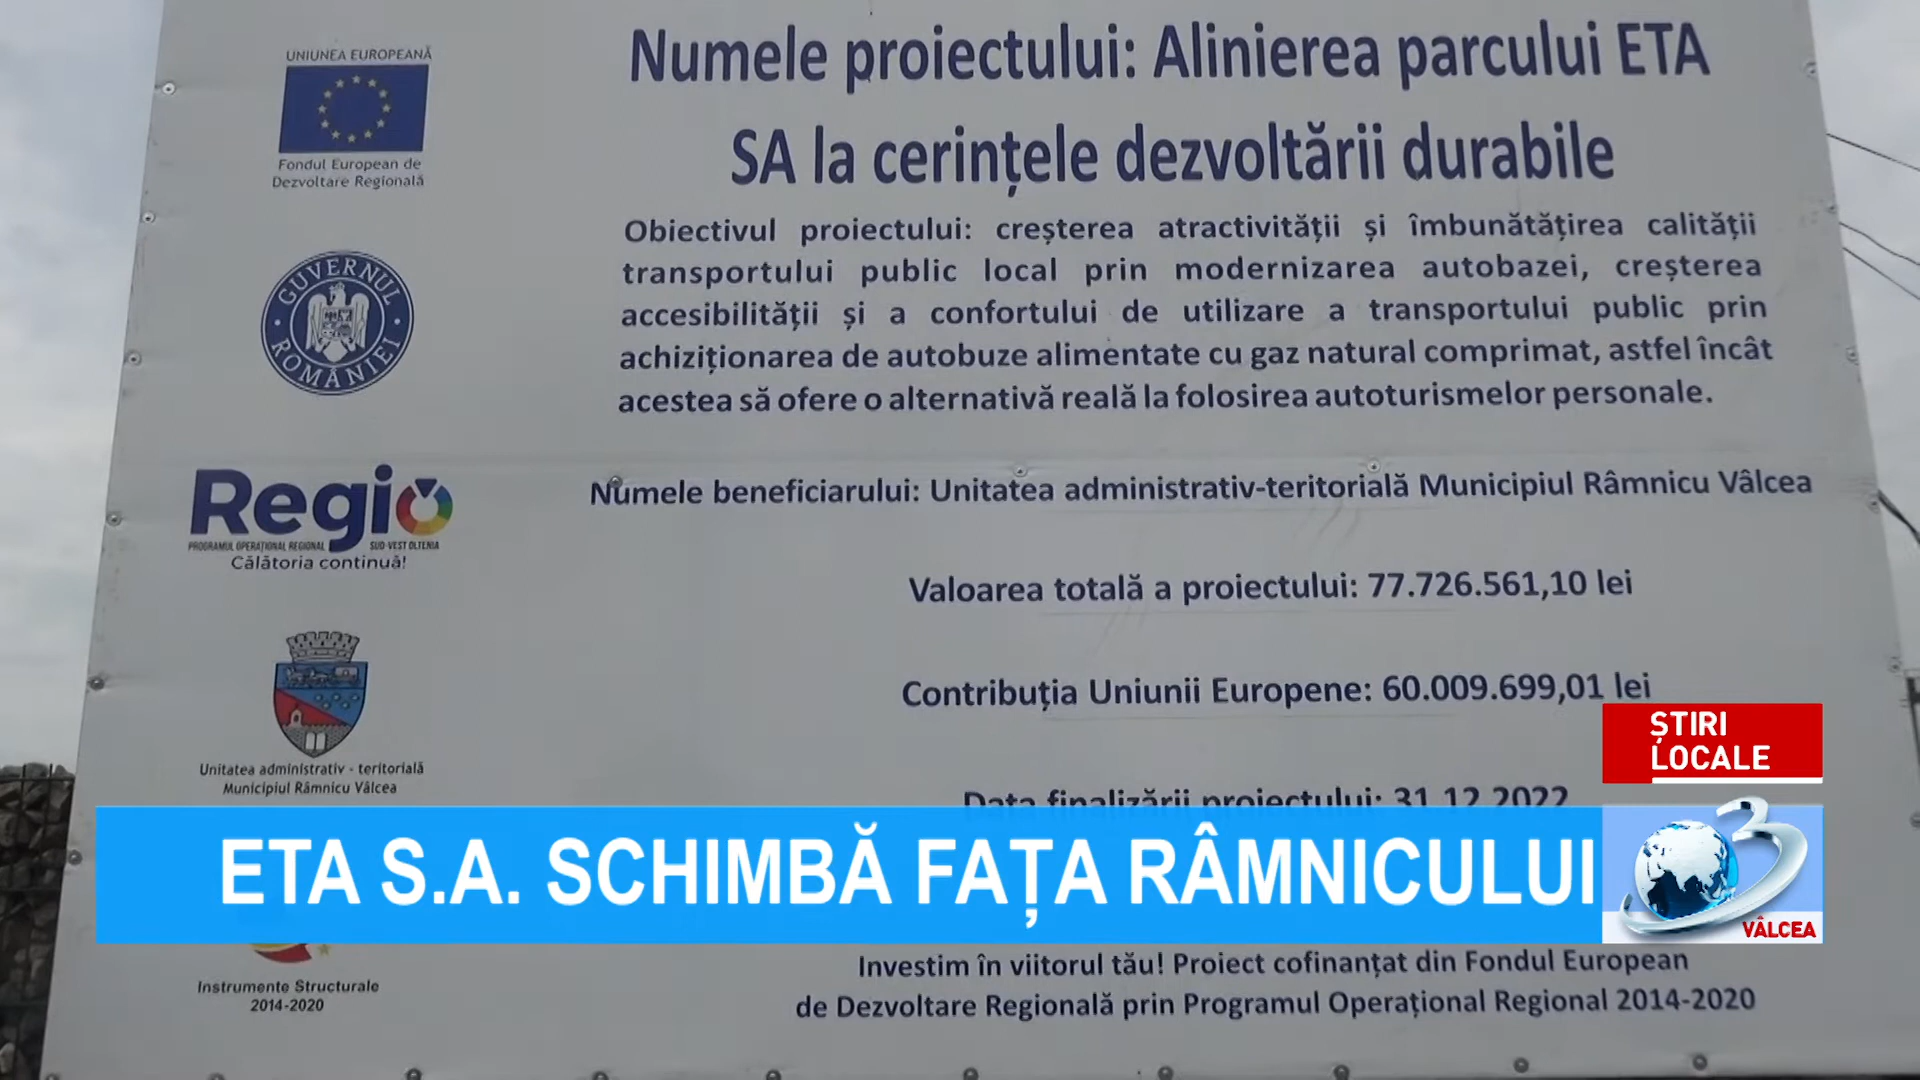 UNIUNEA EUROPEANĂ
Fondul European de
Dezvoltare Regională
GUVERNUL
ROMÂNIEI
Regio
PROGRAMUL OPERAȚIONAL REGIONAL SUD-VEST OLTENIA
Călătoria continuă!
Unitatea administrativ - teritorială
Municipiul Râmnicu Vâlcea
Instrumente Structurale
2014-2020
Numele proiectului: Alinierea parcului ETA
SA la cerințele dezvoltării durabile
Obiectivul proiectului: creșterea atractivității și îmbunătățirea calității
transportului public local prin modernizarea autobazei, creșterea
accesibilității și a confortului de utilizare a transportului public prin
achiziționarea de autobuze alimentate cu gaz natural comprimat, astfel încât
acestea să ofere o alternativă reală la folosirea autoturismelor personale.
Numele beneficiarului: Unitatea administrativ-teritorială Municipiul Râmnicu Vâlcea
Valoarea totală a proiectului: 77.726.561,10 lei
Contribuția Uniunii Europene: 60.009.699,01 lei
Data finalizării proiectului: 31.12.2022
Investim în viitorul tău! Proiect cofinanțat din Fondul European
de Dezvoltare Regională prin Programul Operațional Regional 2014-2020
ȘTIRI
LOCALE
ETA S.A. SCHIMBĂ FAȚA RÂMNICULUI
3
VÂLCEA